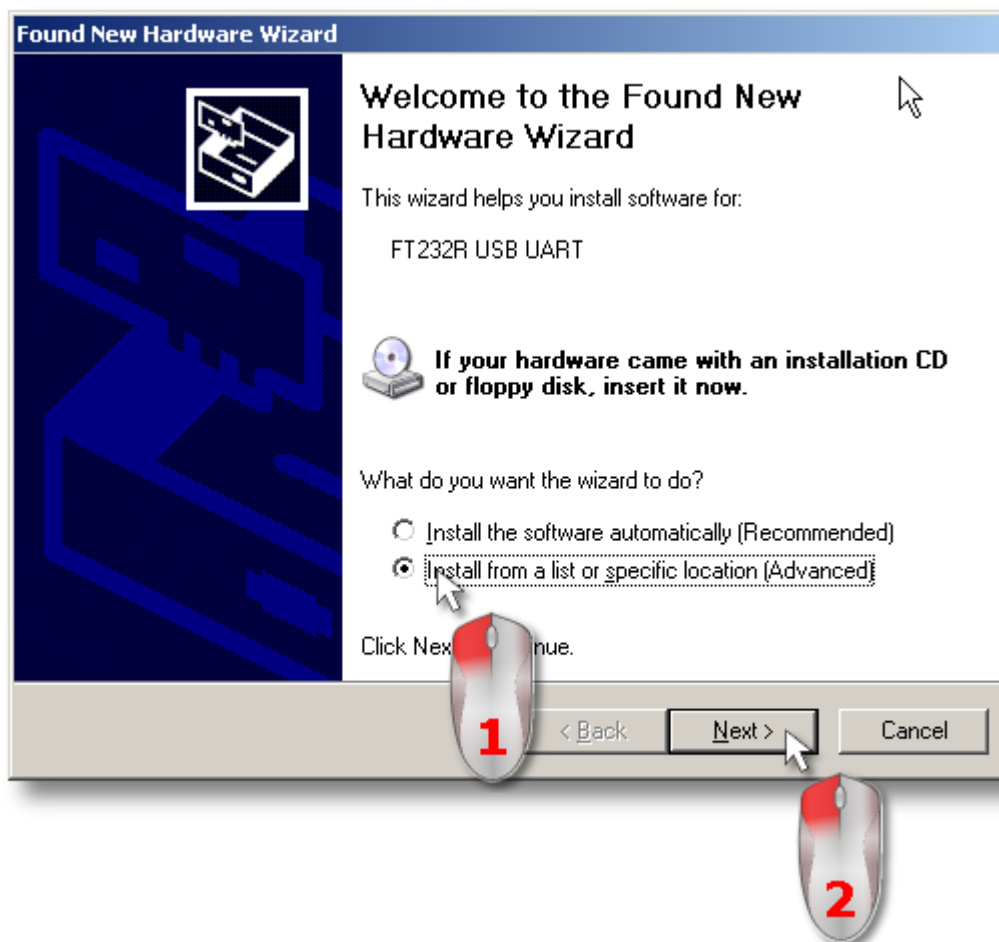 Found New Hardware Wizard
Welcome to the Found New
Hardware Wizard
This wizard helps you install software for:
FT232R USB UART
If your hardware came with an installation CD
or floppy disk, insert it now.
What do you want the wizard to do?
Install the software automatically (Recommended)
Install from a list or specific location (Advanced)
Click
< Back Next > Cancel
1
2